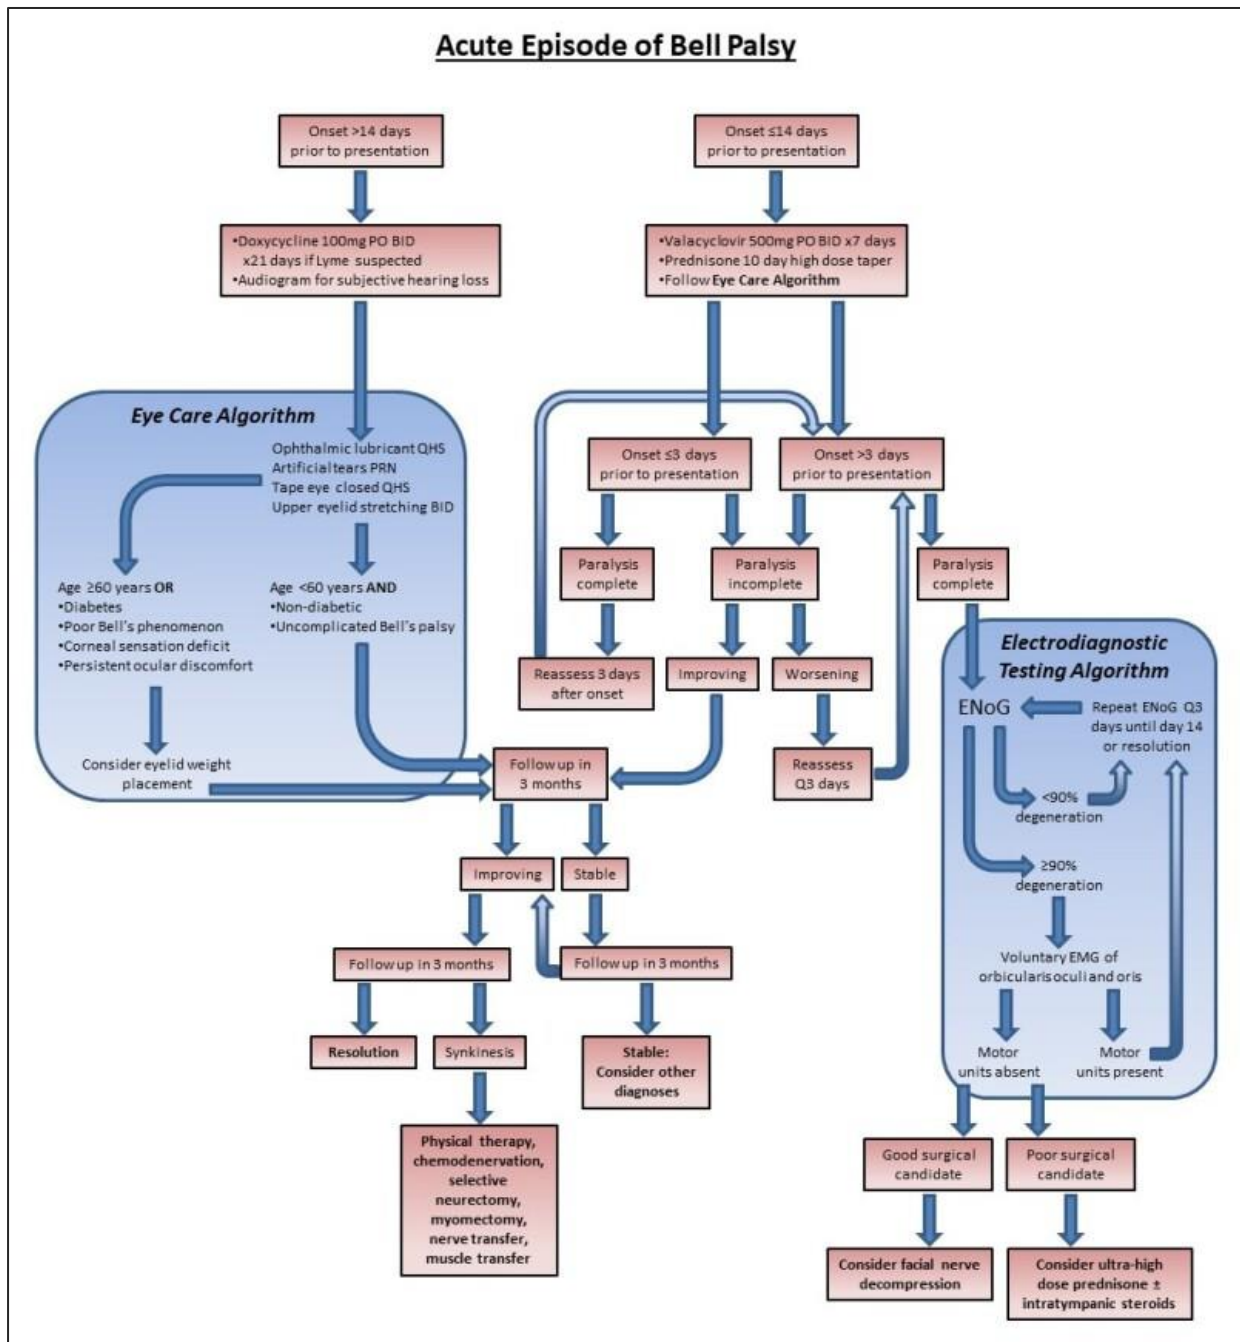 Acute Episode of Bell Palsy
Onset >14 days
prior to presentation
Onset ≤14 days
prior to presentation
•Doxycycline 100mg PO BID
x21 days if Lyme suspected
•Audiogram for subjective hearing loss
•Valacyclovir 500mg PO BID x7 days
•Prednisone 10 day high dose taper
•Follow Eye Care Algorithm
Eye Care Algorithm
Ophthalmic lubricant QHS
Artificial tears PRN
Tape eye closed QHS
Upper eyelid stretching BID
Age ≥60 years OR
•Diabetes
•Poor Bell's phenomenon
•Corneal sensation deficit
•Persistent ocular discomfort
Age <60 years AND
•Non-diabetic
•Uncomplicated Bell's palsy
Consider eyelid weight
placement
Onset ≤3 days
prior to presentation
Onset >3 days
prior to presentation
Paralysis
complete
Paralysis
incomplete
Paralysis
complete
Reassess 3 days
after onset
Improving
Worsening
Follow up in
3 months
Reassess
Q3 days
Electrodiagnostic
Testing Algorithm
ENoG
Repeat ENoG Q3
days until day 14
or resolution
<90%
degeneration
≥90%
degeneration
Voluntary EMG of
orbicularis oculi and oris
Motor
units absent
Motor
units present
Improving
Stable
Follow up in 3 months
Follow up in 3 months
Resolution
Synkinesis
Stable:
Consider other
diagnoses
Physical therapy,
chemodenervation,
selective
neurectomy,
myomectomy,
nerve transfer,
muscle transfer
Good surgical
candidate
Poor surgical
candidate
Consider facial nerve
decompression
Consider ultra-high
dose prednisone ±
intratympanic steroids